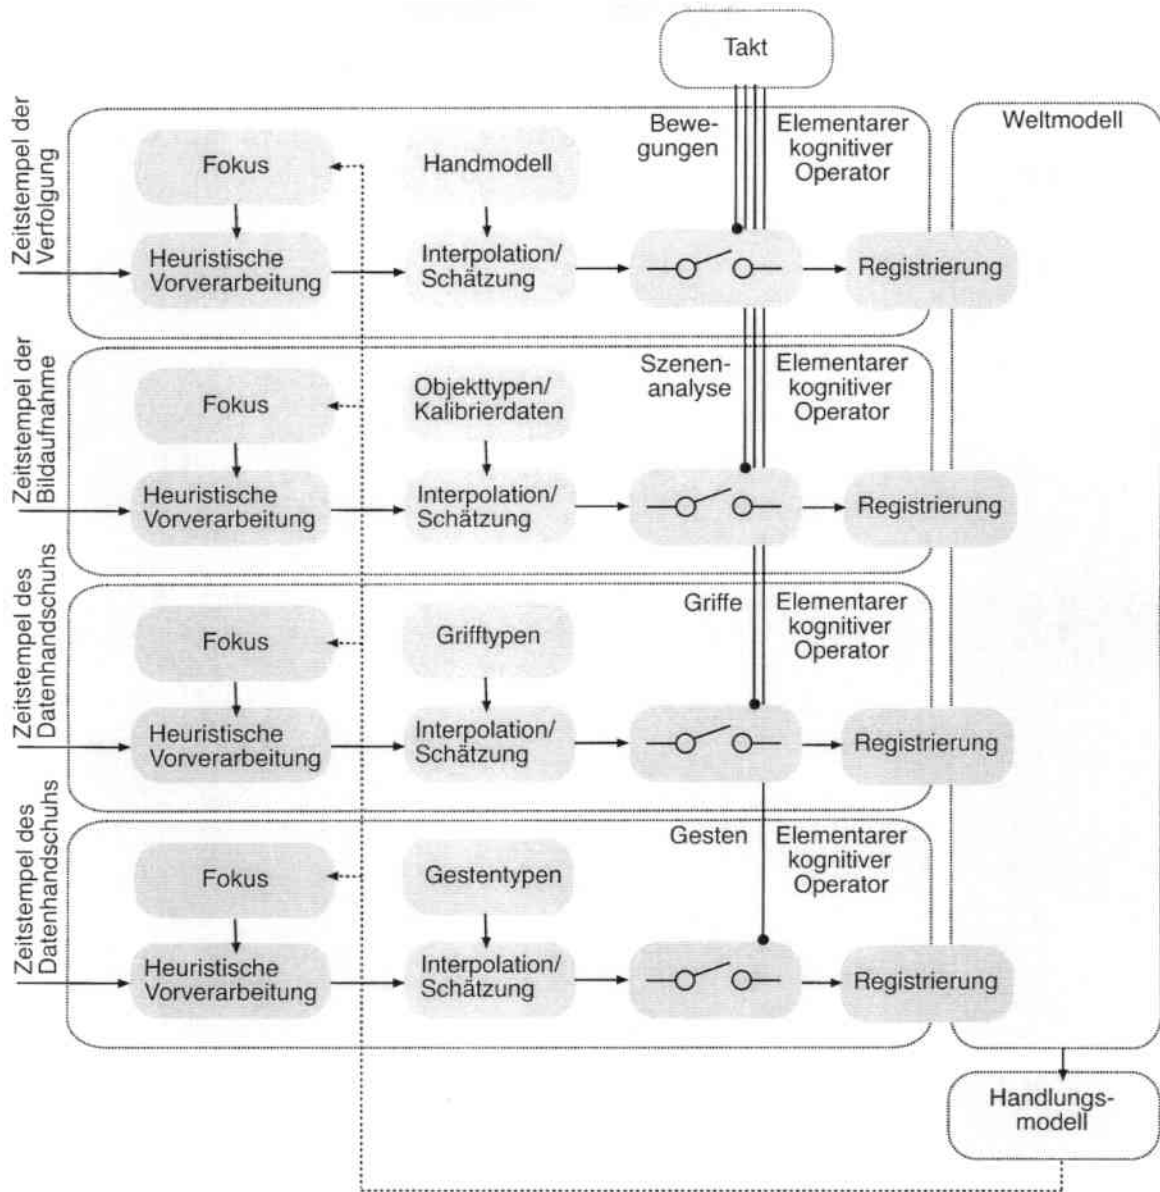 Takt
Zeitstempel der
Verfolgung
Fokus
Handmodell
Bewe-
gungen
Elementarer
kognitiver
Operator
Weltmodell
Heuristische
Vorverarbeitung
Interpolation/
Schätzung
Registrierung
Zeitstempel der
Bildaufnahme
Fokus
Objekttypen/
Kalibrierdaten
Szenen-
analyse
Elementarer
kognitiver
Operator
Heuristische
Vorverarbeitung
Interpolation/
Schätzung
Registrierung
Zeitstempel des
Datenhandschuhs
Fokus
Grifftypen
Griffe
Elementarer
kognitiver
Operator
Heuristische
Vorverarbeitung
Interpolation/
Schätzung
Registrierung
Zeitstempel des
Datenhandschuhs
Fokus
Gestentypen
Gesten
Elementarer
kognitiver
Operator
Heuristische
Vorverarbeitung
Interpolation/
Schätzung
Registrierung
Handlungs-
modell